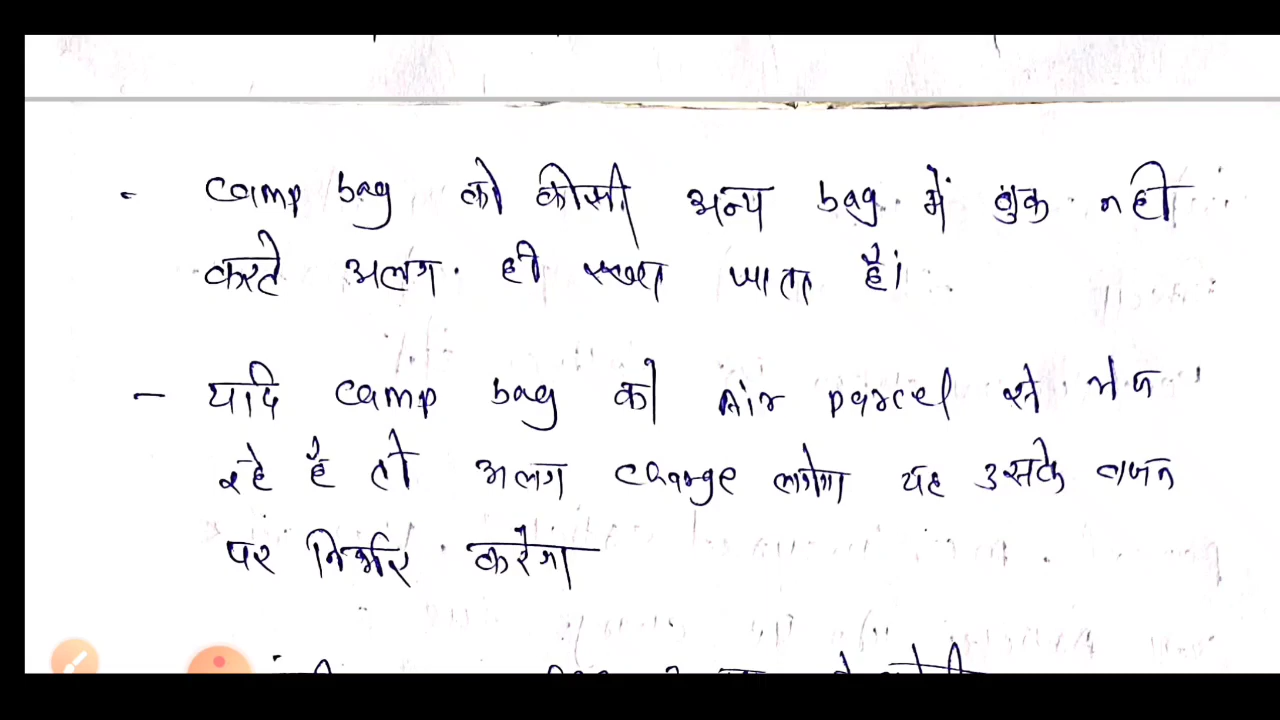 - Camp bag को कीसी अन्य bag में बुक नही
करते अलग ही रख्खा जाता है।
- यदि Camp bag को Air parcel से भेज
रहे हैं तो अलग Charge लगेगा यह उसके वजन
पर निर्भर करेगा